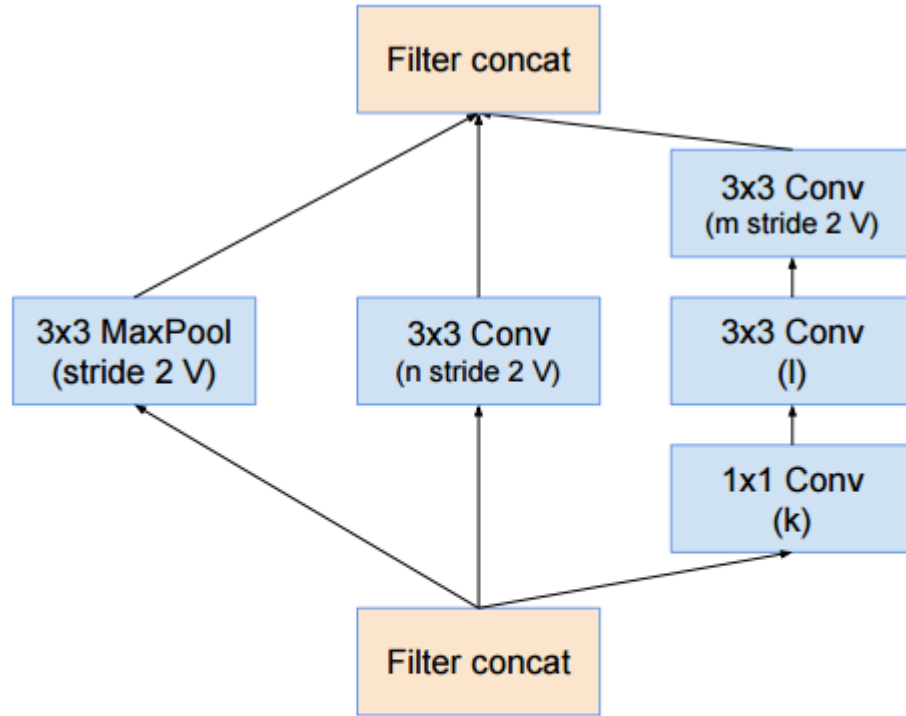 Filter concat
3x3 Conv
(m stride 2 V)
3x3 MaxPool
(stride 2 V)
3x3 Conv
(n stride 2 V)
3x3 Conv
(l)
1x1 Conv
(k)
Filter concat